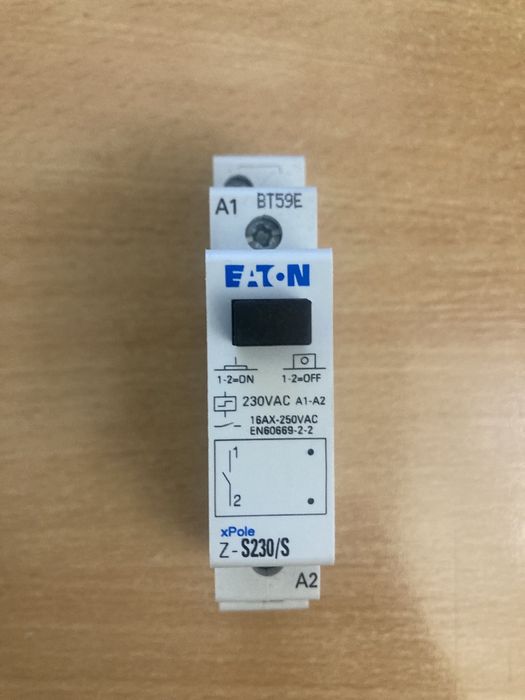 A1 BT59E
EATON
1-2=ON 1-2=OFF
230VAC A1-A2
16AX-250VAC
EN60669-2-2
1
2
xPole
Z-S230/S
A2